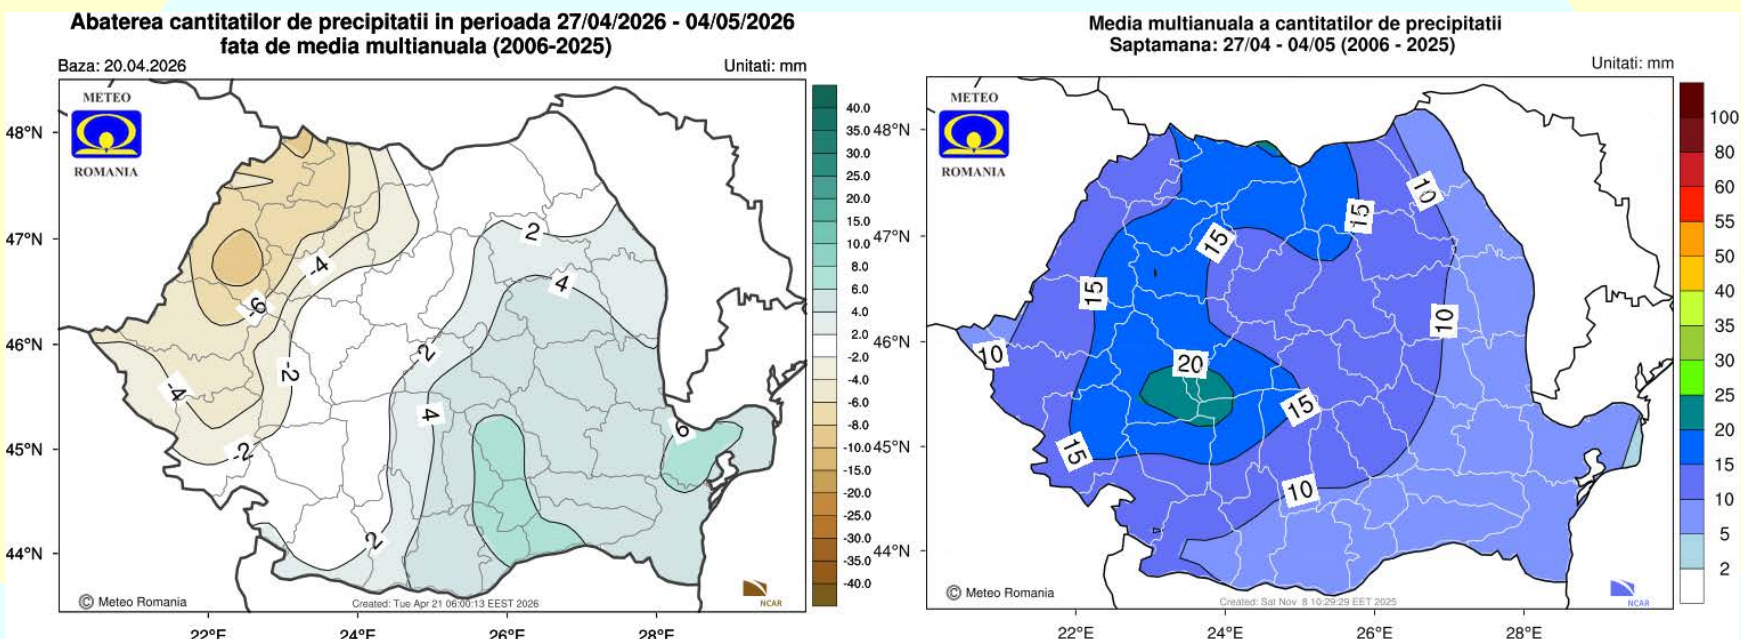 Abaterea cantitatilor de precipitatii in perioada 27/04/2026 - 04/05/2026
fata de media multianuala (2006-2025)
Baza: 20.04.2026
Unitati: mm
METEO
ROMANIA
48°N
47°N
46°N
45°N
44°N
22°E
24°E
26°E
28°E
2
4
-4
-6
2
-2
-4
4
6
-2
2
40.0
35.0
30.0
25.0
20.0
15.0
10.0
8.0
6.0
4.0
2.0
-2.0
-4.0
-6.0
-8.0
-10.0
-15.0
-20.0
-25.0
-30.0
-35.0
-40.0
© Meteo Romania
Created: Tue Apr 21 06:00:13 EEST 2026
NCAR
Media multianuala a cantitatilor de precipitatii
Saptamana: 27/04 - 04/05 (2006 - 2025)
Unitati: mm
METEO
ROMANIA
48°N
47°N
46°N
45°N
44°N
22°E
24°E
26°E
28°E
10
15
15
15
10
10
20
15
15
10
100
80
60
55
50
40
35
30
25
20
15
10
5
2
© Meteo Romania
Created: Sat Nov 8 10:29:29 EET 2025
NCAR